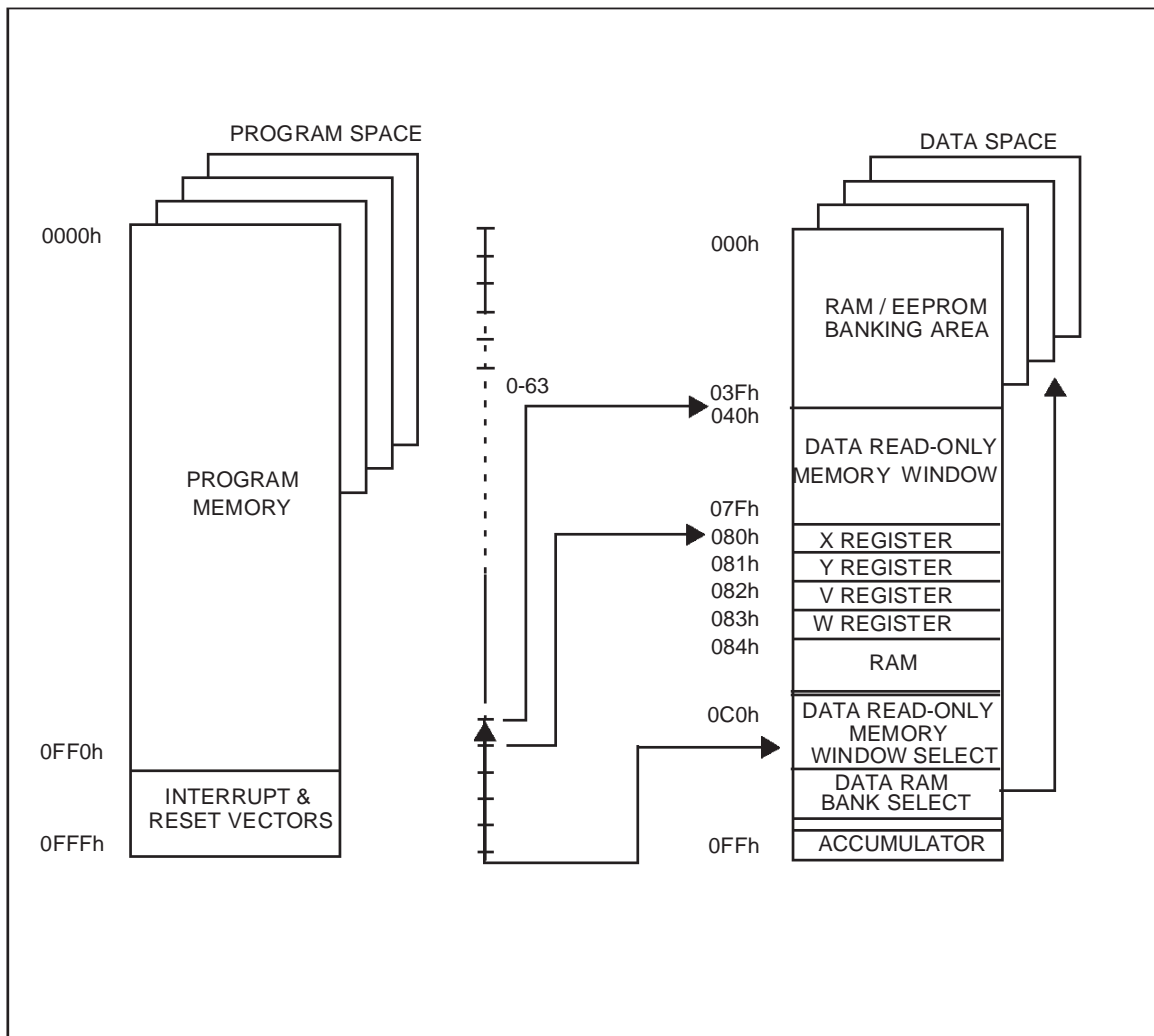 PROGRAM SPACE
0000h
PROGRAM
MEMORY
0FF0h
INTERRUPT &
RESET VECTORS
0FFFh
0-63
DATA SPACE
000h
RAM / EEPROM
BANKING AREA
03Fh
040h
DATA READ-ONLY
MEMORY WINDOW
07Fh
080h
X REGISTER
081h
Y REGISTER
082h
V REGISTER
083h
W REGISTER
084h
RAM
0C0h
DATA READ-ONLY
MEMORY
WINDOW SELECT
DATA RAM
BANK SELECT
0FFh
ACCUMULATOR